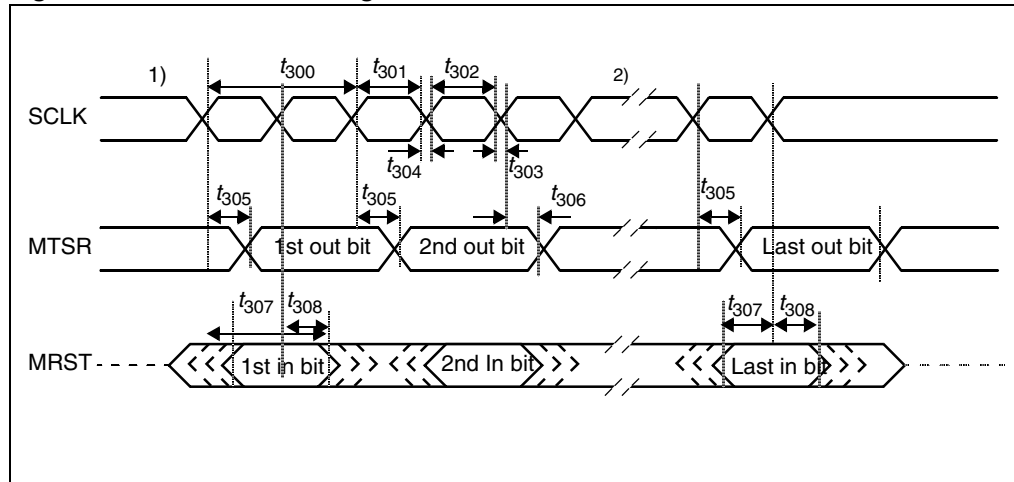 1)
t300
t301
t302
2)
SCLK
t304
t303
t305
t305
t306
t305
MTSR
1st out bit
2nd out bit
Last out bit
t307
t308
t307
t308
MRST
1st in bit
2nd In bit
Last in bit